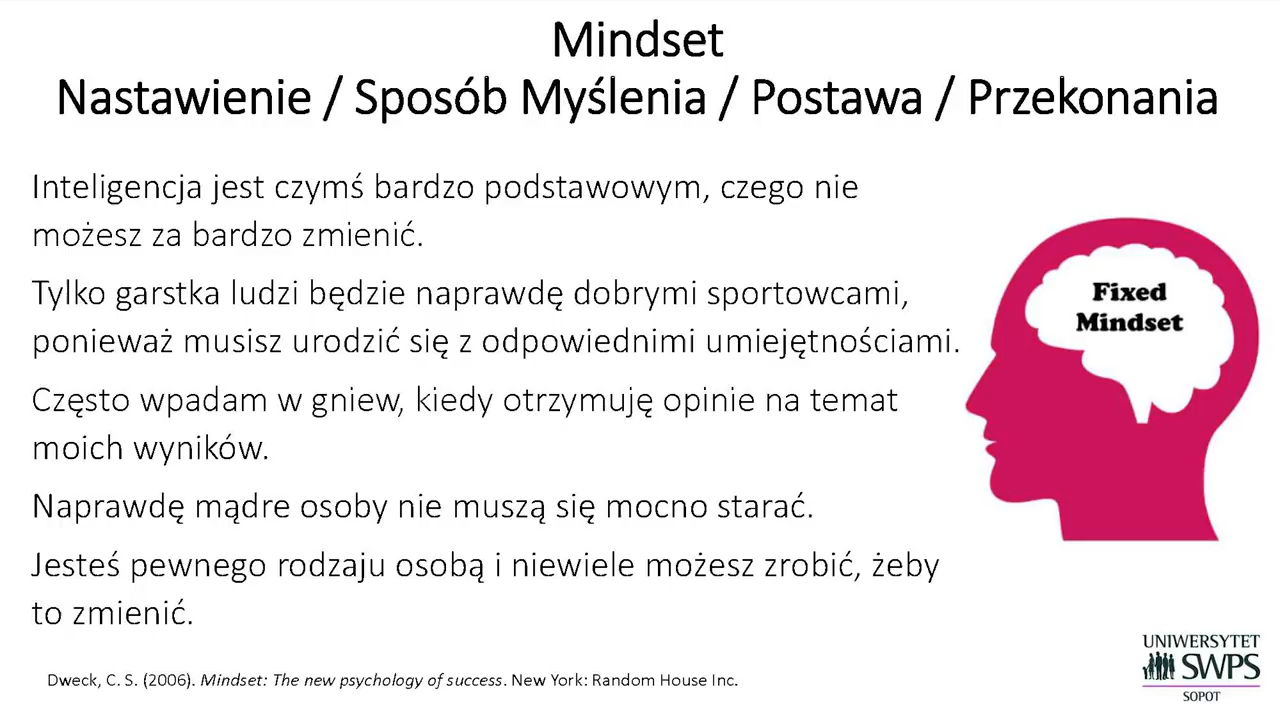 Mindset
Nastawienie / Sposób Myślenia / Postawa / Przekonania
Inteligencja jest czymś bardzo podstawowym, czego nie
możesz za bardzo zmienić.
Tylko garstka ludzi będzie naprawdę dobrymi sportowcami,
ponieważ musisz urodzić się z odpowiednimi umiejętnościami.
Często wpadam w gniew, kiedy otrzymuję opinie na temat
moich wyników.
Naprawdę mądre osoby nie muszą się mocno starać.
Jesteś pewnego rodzaju osobą i niewiele możesz zrobić, żeby
to zmienić.
Fixed
Mindset
Dweck, C. S. (2006). Mindset: The new psychology of success. New York: Random House Inc.
UNIWERSYTET
SWPS
SOPOT